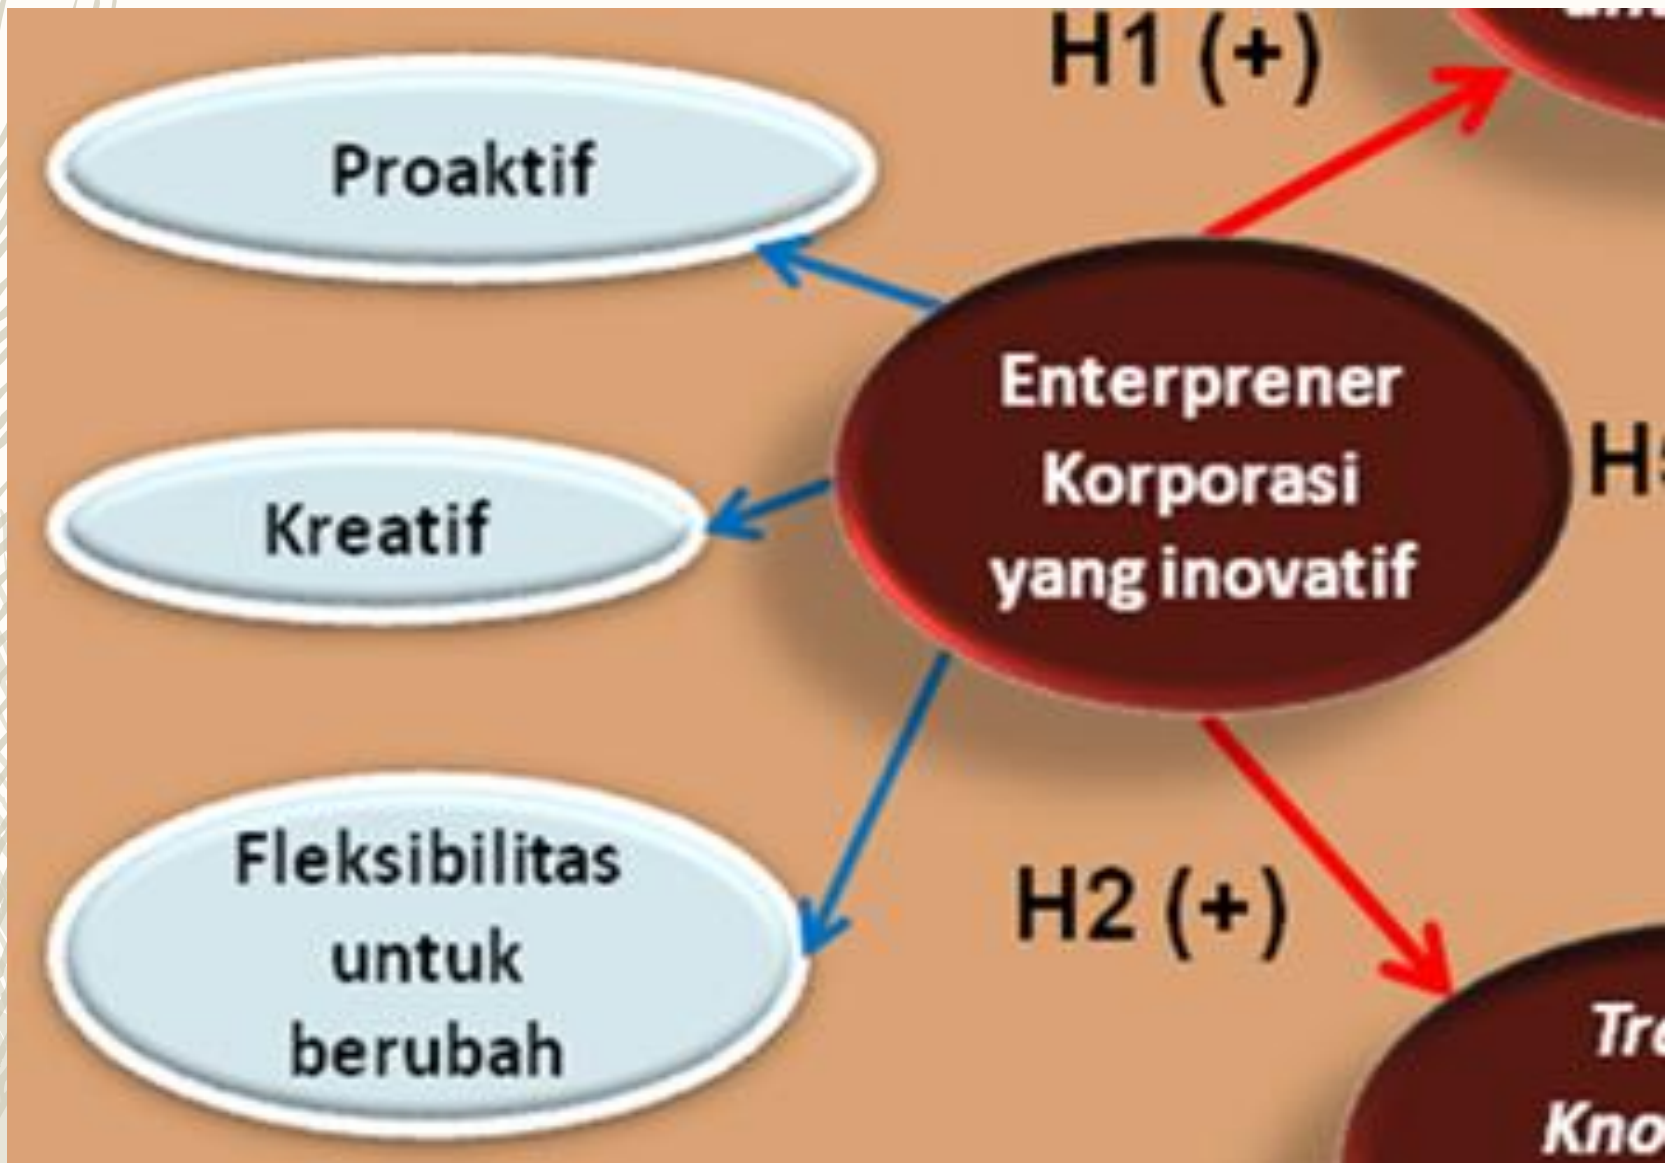 H1 (+)
Proaktif
Enterprener
Korporasi
yang inovatif
Kreatif
Fleksibilitas
untuk
berubah
H2 (+)